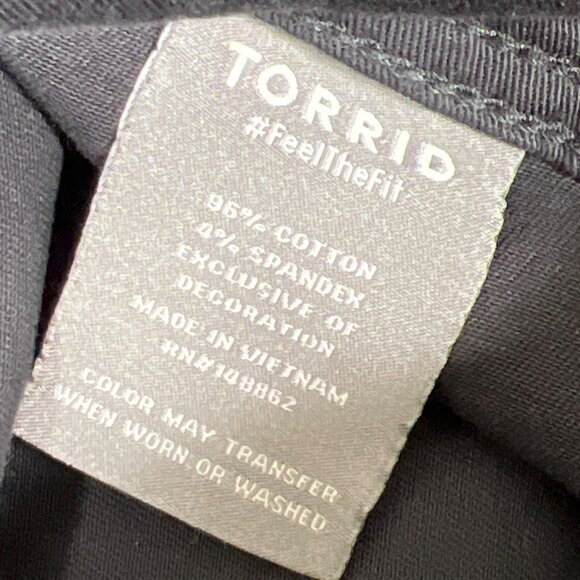 TORRID
#FeelTheFit
96% COTTON
4% SPANDEX
EXCLUSIVE OF
DECORATION
MADE IN VIETNAM
RN#148862
COLOR MAY TRANSFER
WHEN WORN OR WASHED